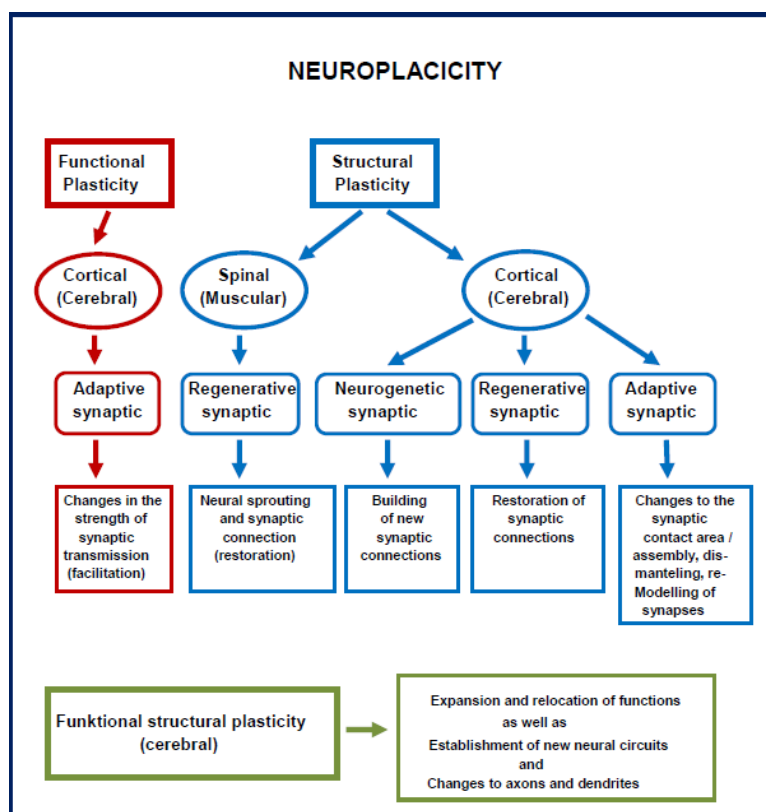 NEUROPLACICITY
Functional
Plasticity
Structural
Plasticity
Cortical
(Cerebral)
Spinal
(Muscular)
Cortical
(Cerebral)
Adaptive
synaptic
Regenerative
synaptic
Neurogenetic
synaptic
Regenerative
synaptic
Adaptive
synaptic
Changes in the
strength of
synaptic
transmission
(facilitation)
Neural sprouting
and synaptic
connection
(restoration)
Building
of new
synaptic
connections
Restoration of
synaptic
connections
Changes to the
synaptic
contact area /
assembly, dis-
manteling, re-
Modelling of
synapses
Funktional structural plasticity
(cerebral)
Expansion and relocation of functions
as well as
Establishment of new neural circuits
and
Changes to axons and dendrites